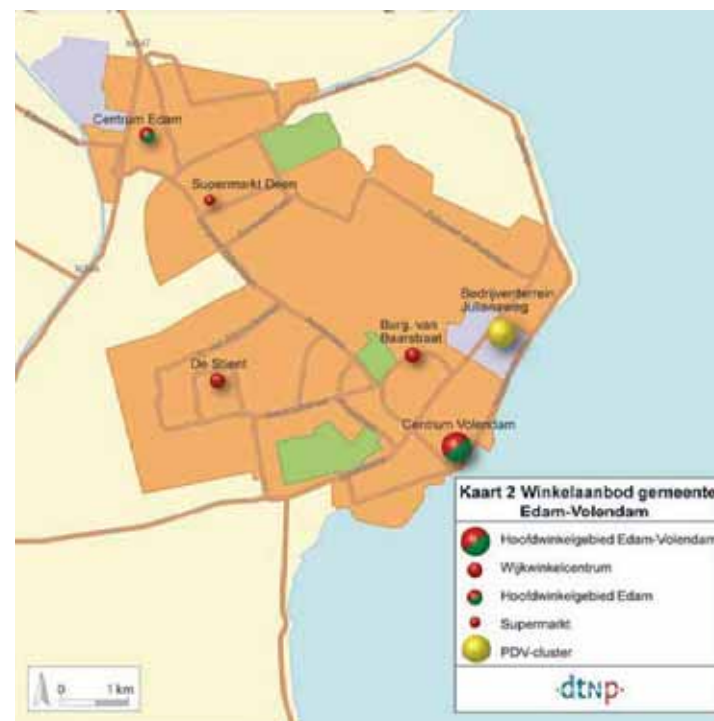 Centrum Edam
Supermarkt Deen
Bedrijventerrein
Julianaweg
Burg. van
Baarstraat
De Stient
Centrum Volendam
Kaart 2 Winkelaanbod gemeente
Edam-Volendam
Hoofdwinkelgebied Edam-Volendam
Wijkwinkelcentrum
Hoofdwinkelgebied Edam
Supermarkt
PDV-cluster
0 1 km
dtNP